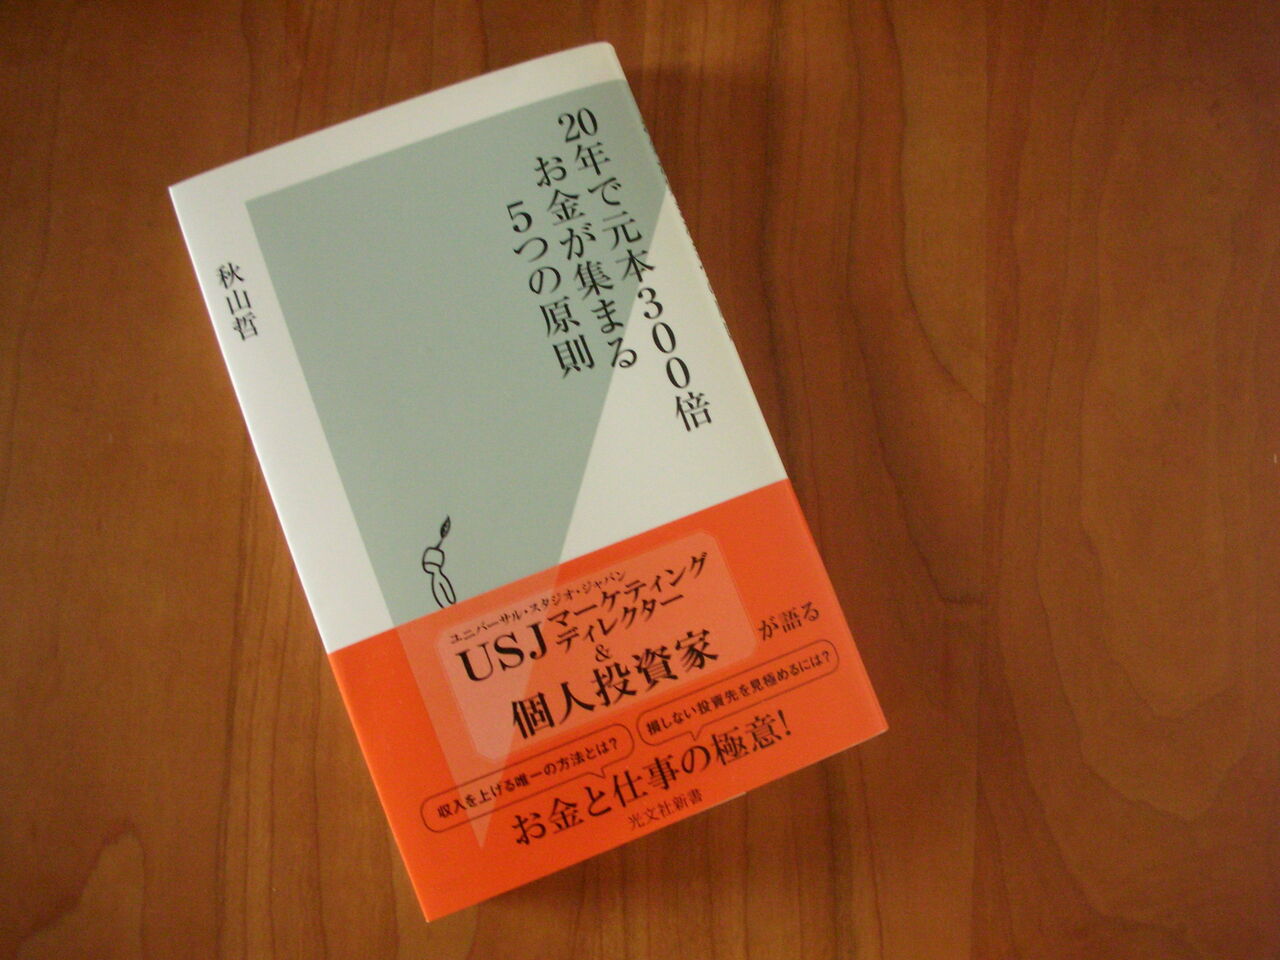 20年で元本300倍
お金が集まる
5つの原則
秋山哲
ユニバーサル・スタジオ・ジャパン
USJマーケティング
ディレクター
&
個人投資家
が語る
収入を上げる唯一の方法とは?
損しない投資先を見極めるには?
お金と仕事の極意!
光文社新書